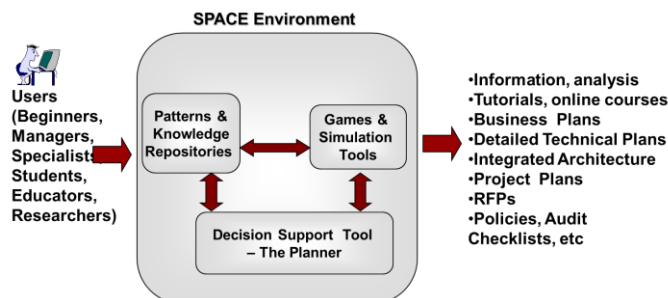 SPACE Environment
Users
(Beginners,
Managers,
Specialists,
Students,
Educators,
Researchers)
Patterns &
Knowledge
Repositories
Games &
Simulation
Tools
Decision Support Tool
– The Planner
•Information, analysis
•Tutorials, online courses
•Business Plans
•Detailed Technical Plans
•Integrated Architecture
•Project Plans
•RFPs
•Policies, Audit
Checklists, etc